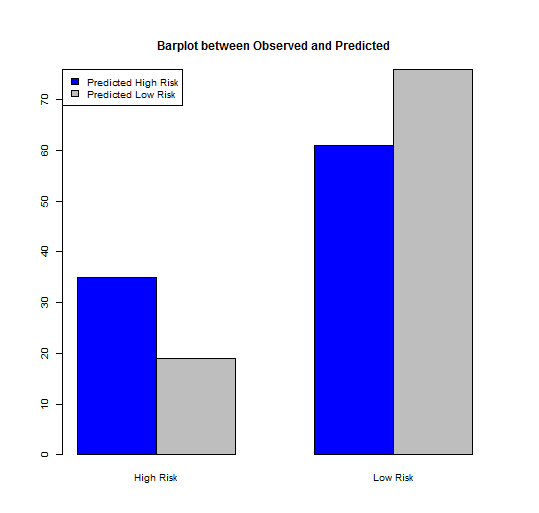 Barplot between Observed and Predicted
Predicted High Risk
Predicted Low Risk
70
60
50
40
30
20
10
0
High Risk Low Risk